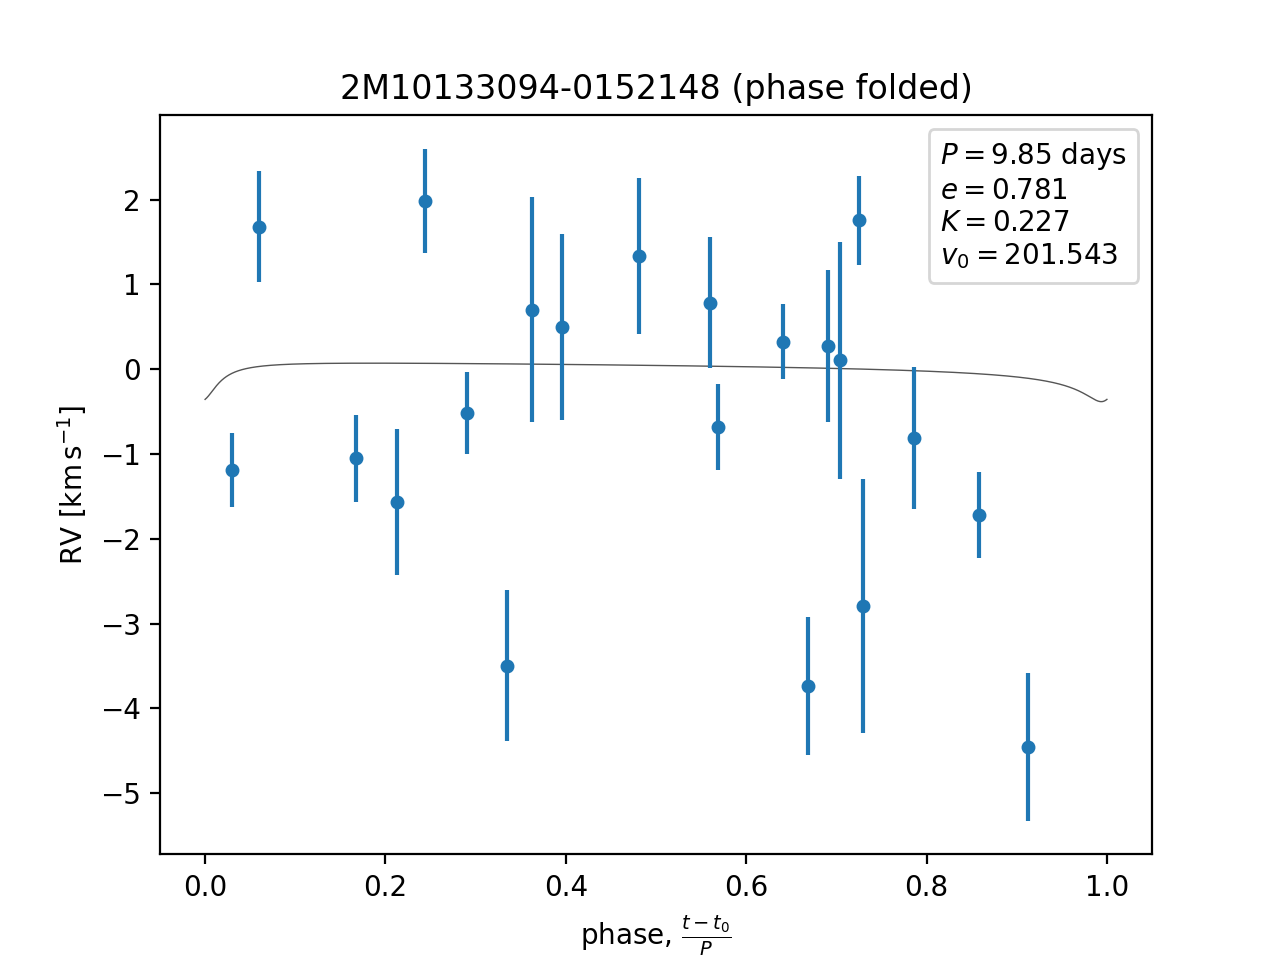 2M10133094-0152148 (phase folded)
P = 9.85 days
e = 0.781
K = 0.227
v₀ = 201.543
RV [km s⁻¹]
2
1
0
−1
−2
−3
−4
−5
0.0 0.2 0.4 0.6 0.8 1.0
phase, (t − t₀)/P